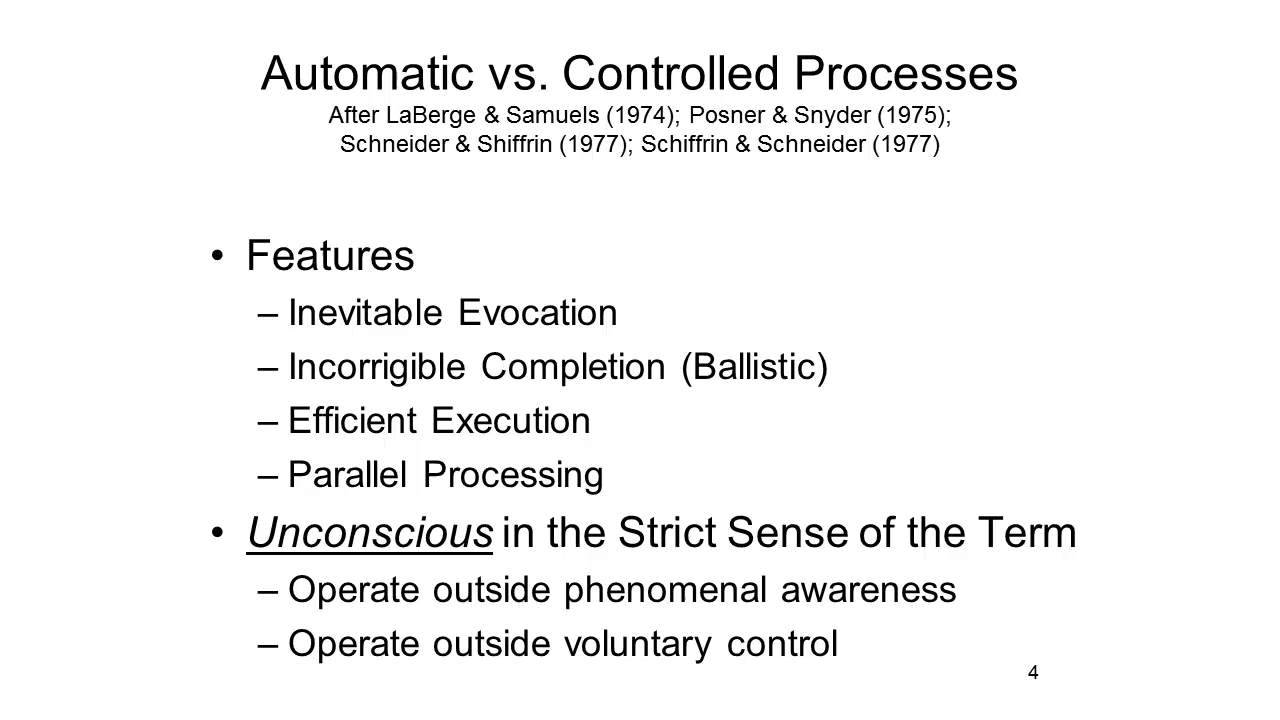 Automatic vs. Controlled Processes
After LaBerge & Samuels (1974); Posner & Snyder (1975);
Schneider & Shiffrin (1977); Schiffrin & Schneider (1977)
• Features
– Inevitable Evocation
– Incorrigible Completion (Ballistic)
– Efficient Execution
– Parallel Processing
• Unconscious in the Strict Sense of the Term
– Operate outside phenomenal awareness
– Operate outside voluntary control
4